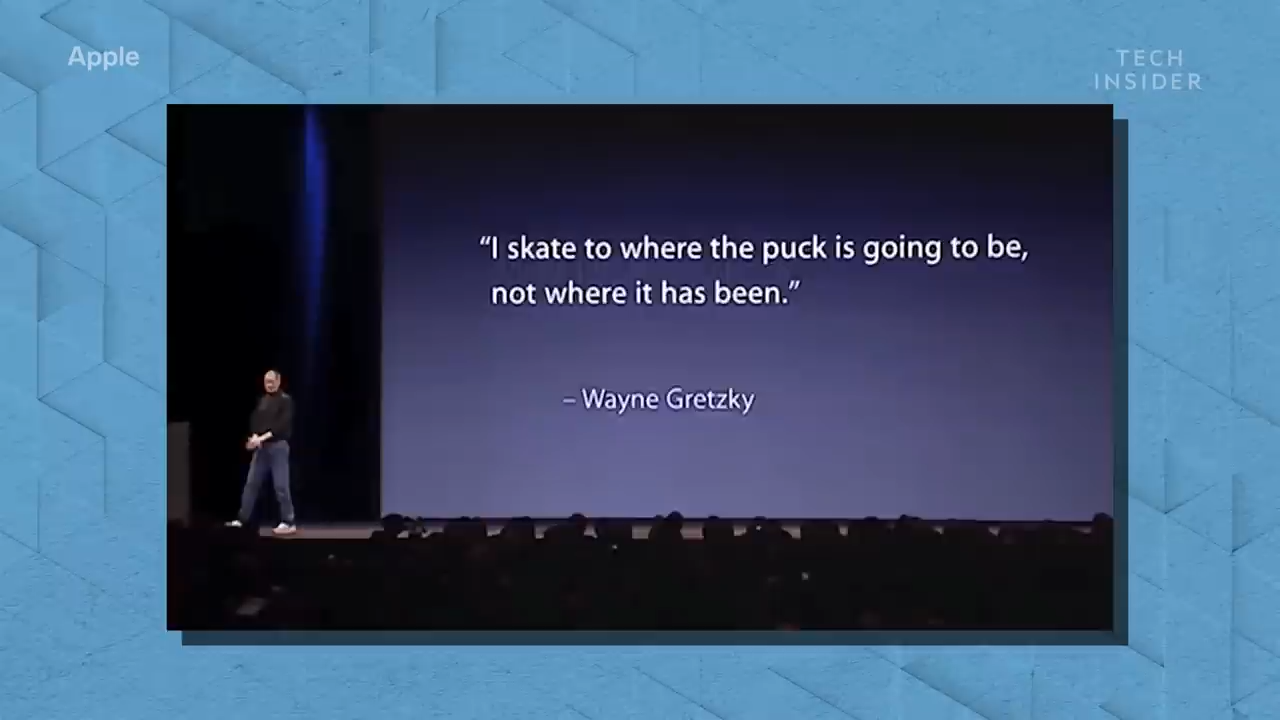 Apple
TECH
INSIDER
“I skate to where the puck is going to be,
not where it has been.”
– Wayne Gretzky